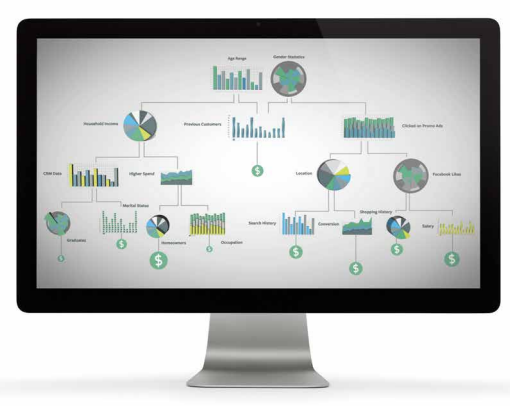 Age Range
Gender Statistics
Household Income
Previous Customers
Clicked on Promo Ads
CRM Data
Higher Spend
Location
Facebook Likes
Marital Status
Shopping History
Graduates
Homeowners
Occupation
Search History
Conversion
Salary
$
$
$
$
$
$
$
$
$